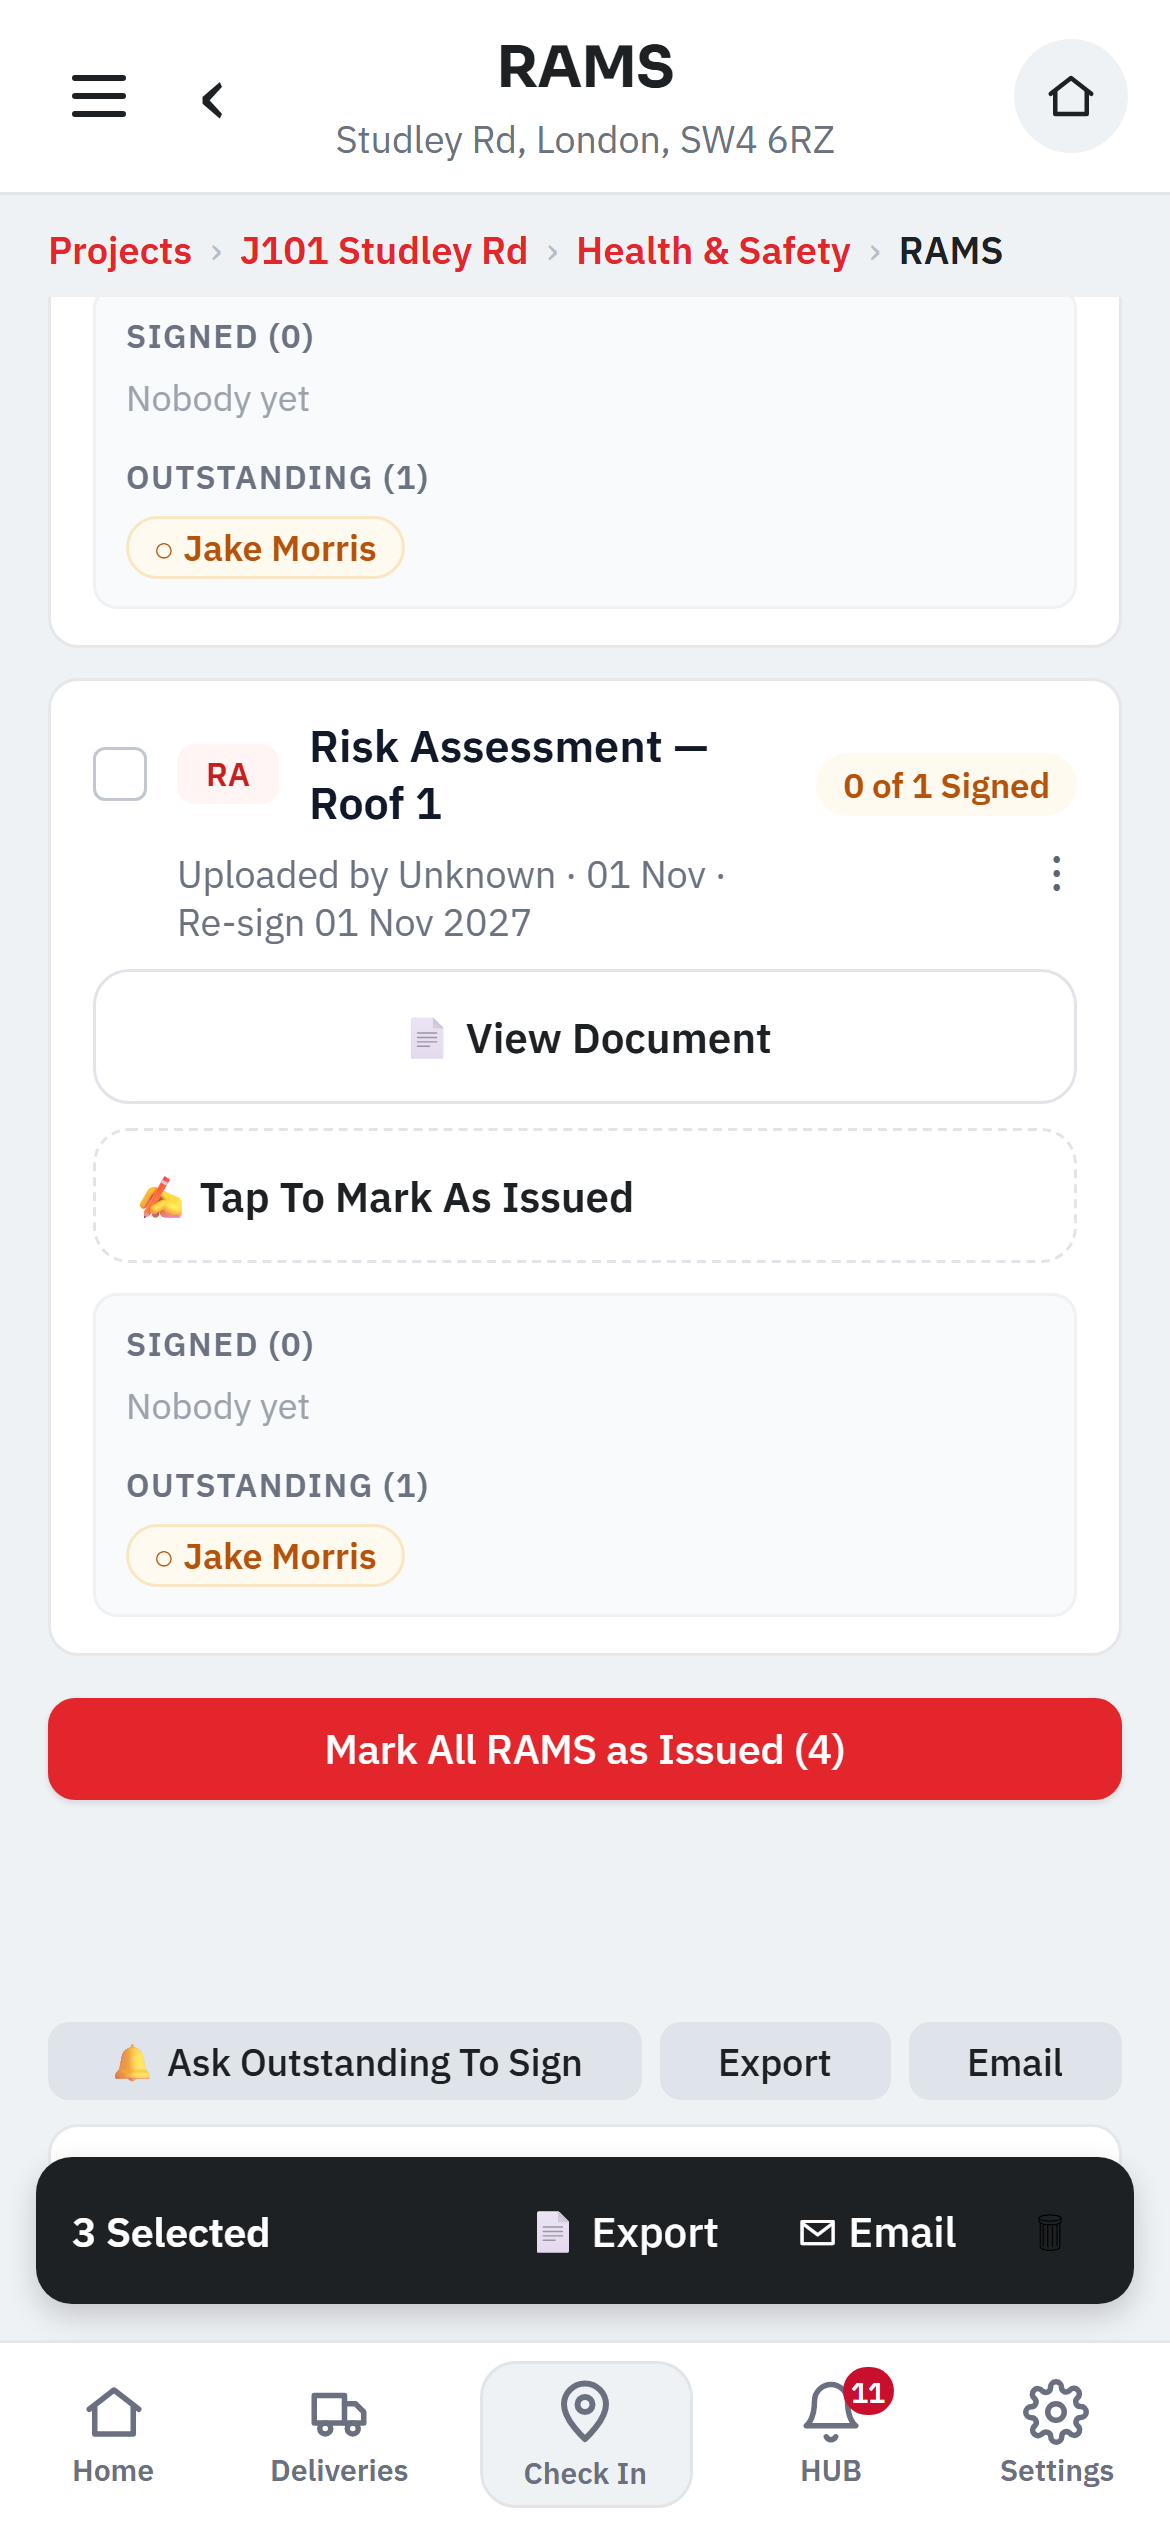 RAMS
Studley Rd, London, SW4 6RZ
Projects › J101 Studley Rd › Health & Safety › RAMS
SIGNED (0)
Nobody yet
OUTSTANDING (1)
○ Jake Morris
RA
Risk Assessment —
Roof 1
0 of 1 Signed
Uploaded by Unknown · 01 Nov ·
Re-sign 01 Nov 2027
View Document
Tap To Mark As Issued
SIGNED (0)
Nobody yet
OUTSTANDING (1)
○ Jake Morris
Mark All RAMS as Issued (4)
Ask Outstanding To Sign
Export
Email
3 Selected
Export
Email
11
Home
Deliveries
Check In
HUB
Settings